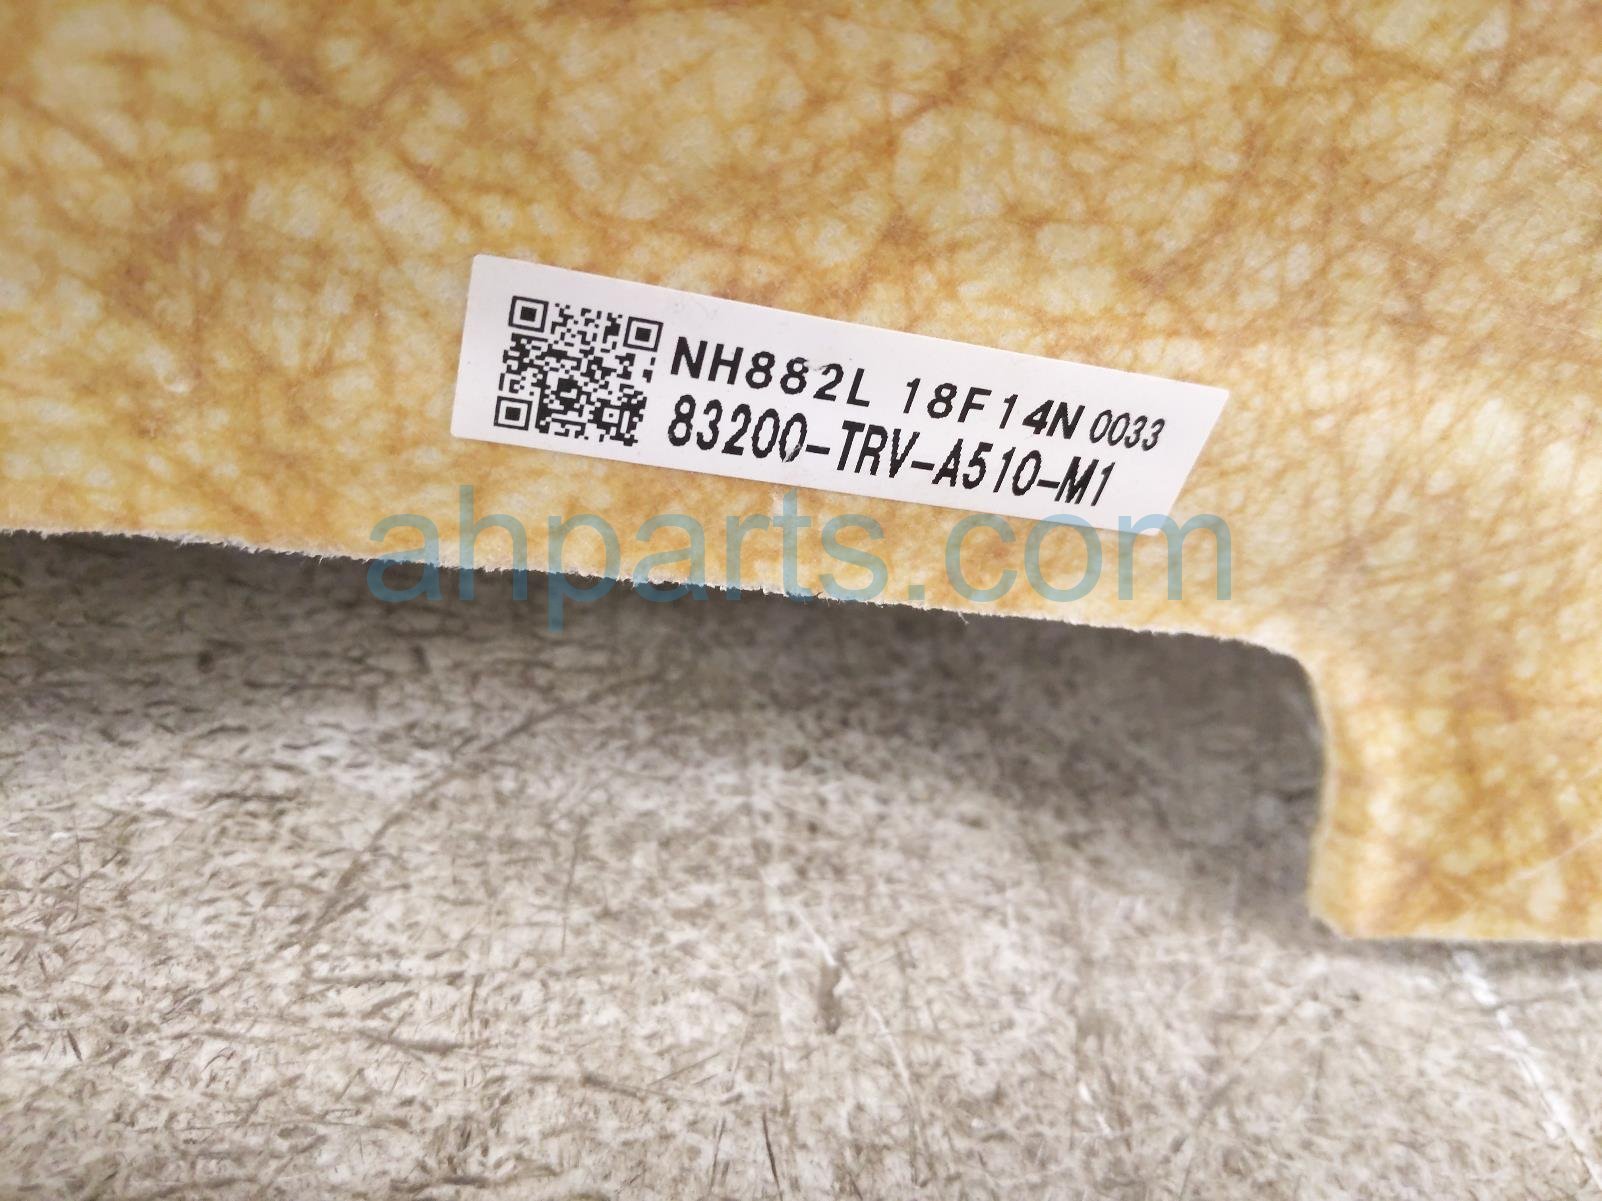 NH882L 18F14N 0033
83200-TRV-A510-M1
ahparts.com